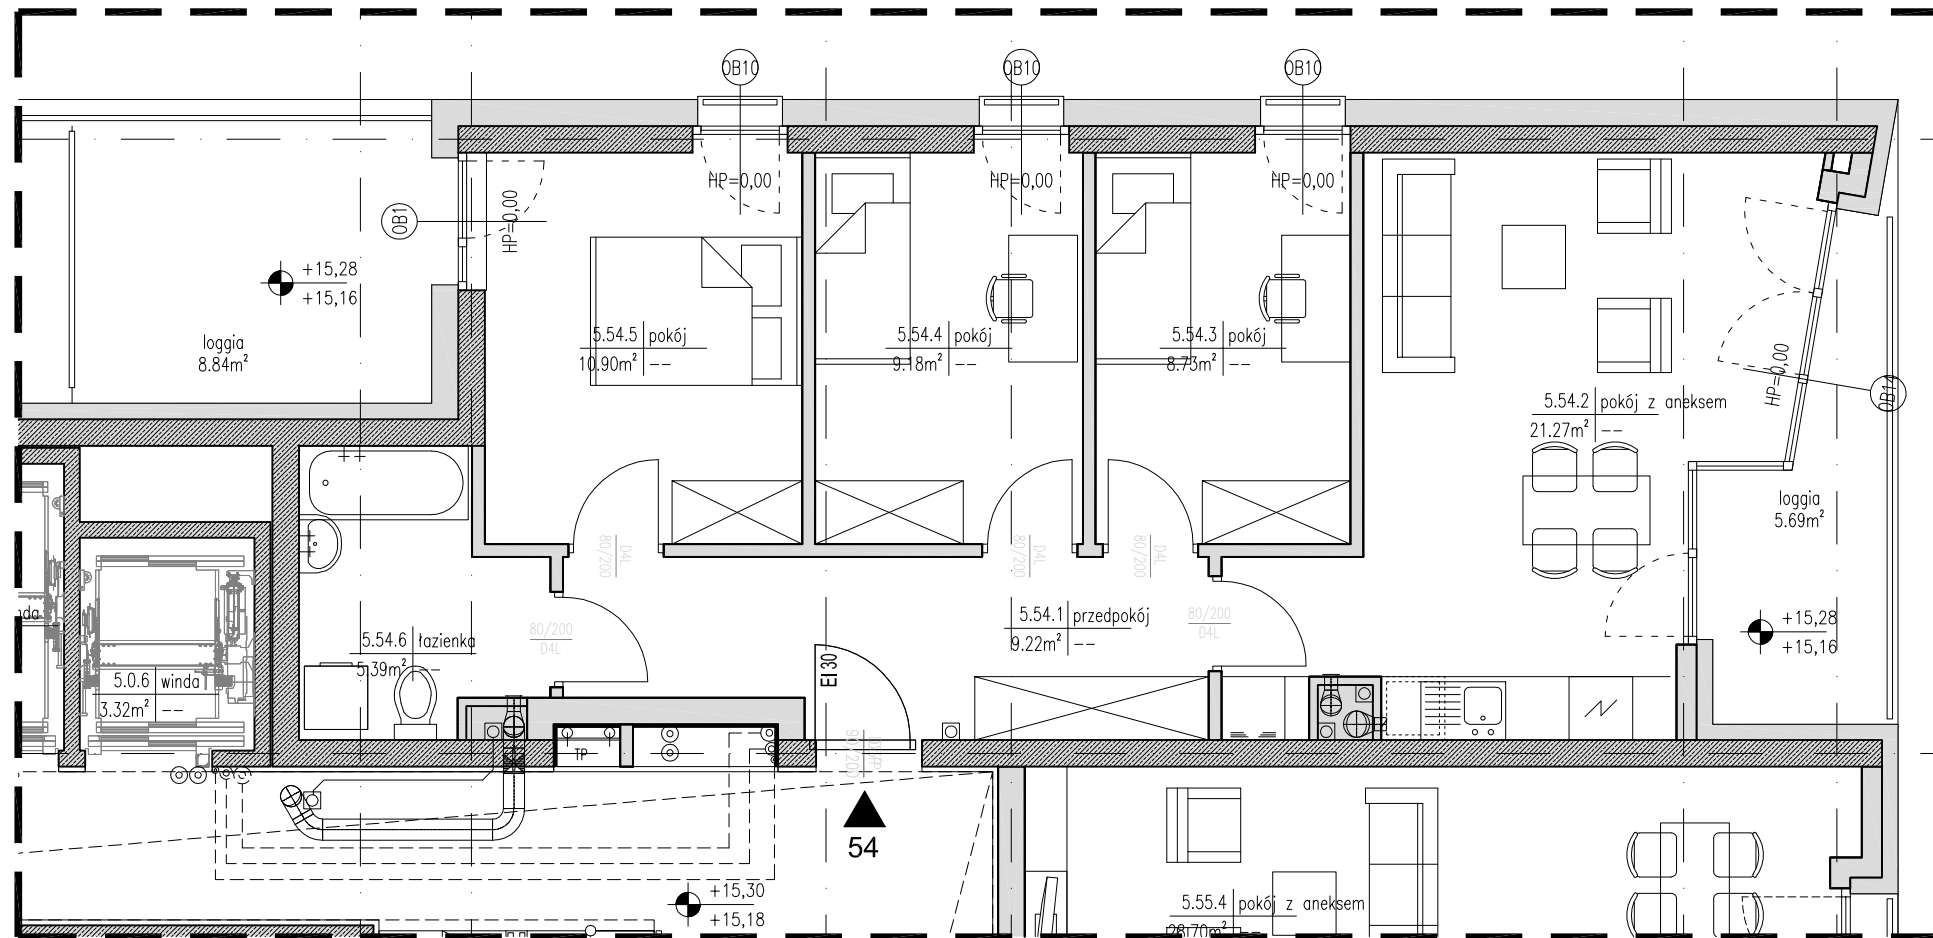 OB10
OB10
OB10
HP=0,00
HP=0,00
HP=0,00
HP=0,00
OB1
+15,28
+15,16
loggia
8.84m²
5.54.5 pokój
10.90m² --
5.54.4 pokój
9.18m² --
5.54.3 pokój
8.73m² --
HP=0,00
OB14
5.54.2 pokój z aneksem
21.27m² --
loggia
5.69m²
D4L
80/200
D4L
80/200
D4L
80/200
5.54.1 przedpokój
9.22m² --
80/200
D4L
80/200
D4L
+15,28
+15,16
5.54.6 łazienka
5.39m² --
EI30
5.0.6 winda
3.32m² --
TP
90/200
54
+15,30
+15,18
5.55.4 pokój z aneksem
28.70m² --